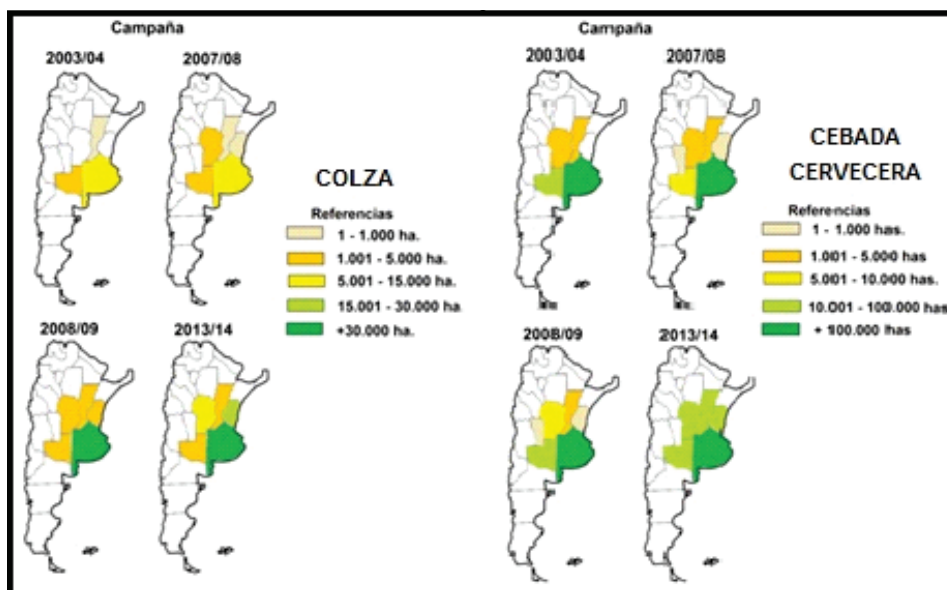 Campaña
2003/04
2007/08
COLZA
Referencias
1 - 1.000 ha.
1.001 - 5.000 ha.
5.001 - 15.000 ha.
15.001 - 30.000 ha.
+30.000 ha.
2008/09
2013/14
Campaña
2003/04
2007/08
CEBADA
CERVECERA
Referencias
1 - 1.000 has.
1.001 - 5.000 has
5.001 - 10.000 has.
10.001 - 100.000 has
+ 100.000 has
2008/09
2013/14